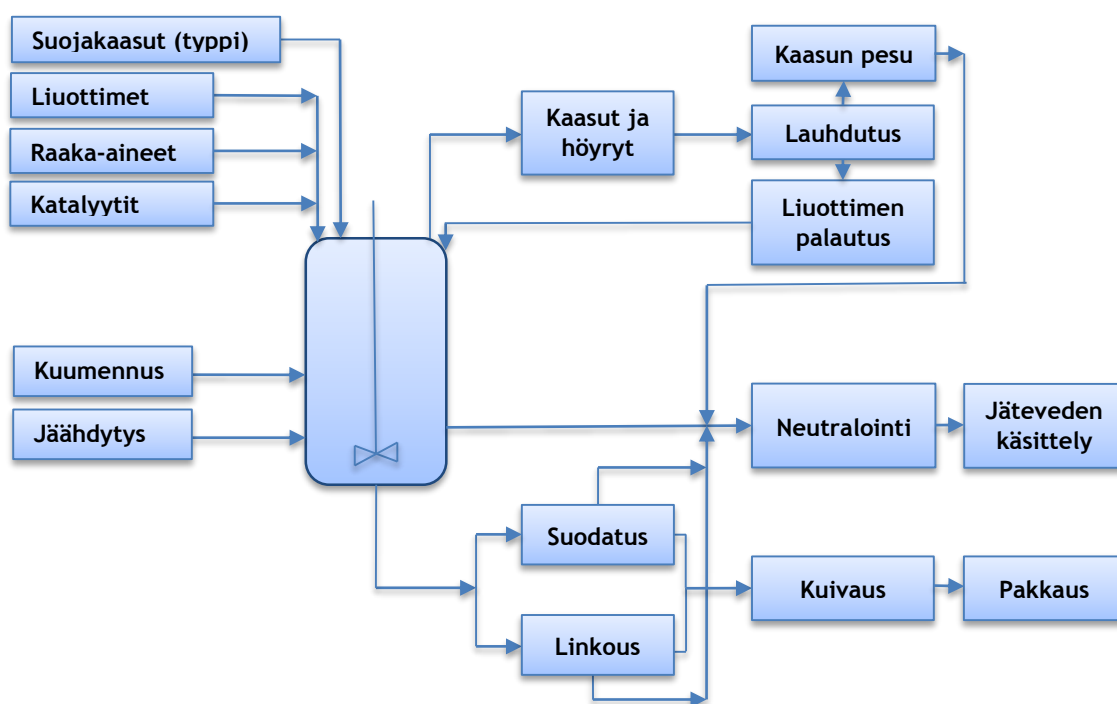 Suojakaasut (typpi)
Liuottimet
Raaka-aineet
Katalyytit
Kaasut ja
höyryt
Kaasun pesu
Lauhdutus
Liuottimen
palautus
Kuumennus
Jäähdytys
Neutralointi
Jäteveden
käsittely
Suodatus
Linkous
Kuivaus
Pakkaus